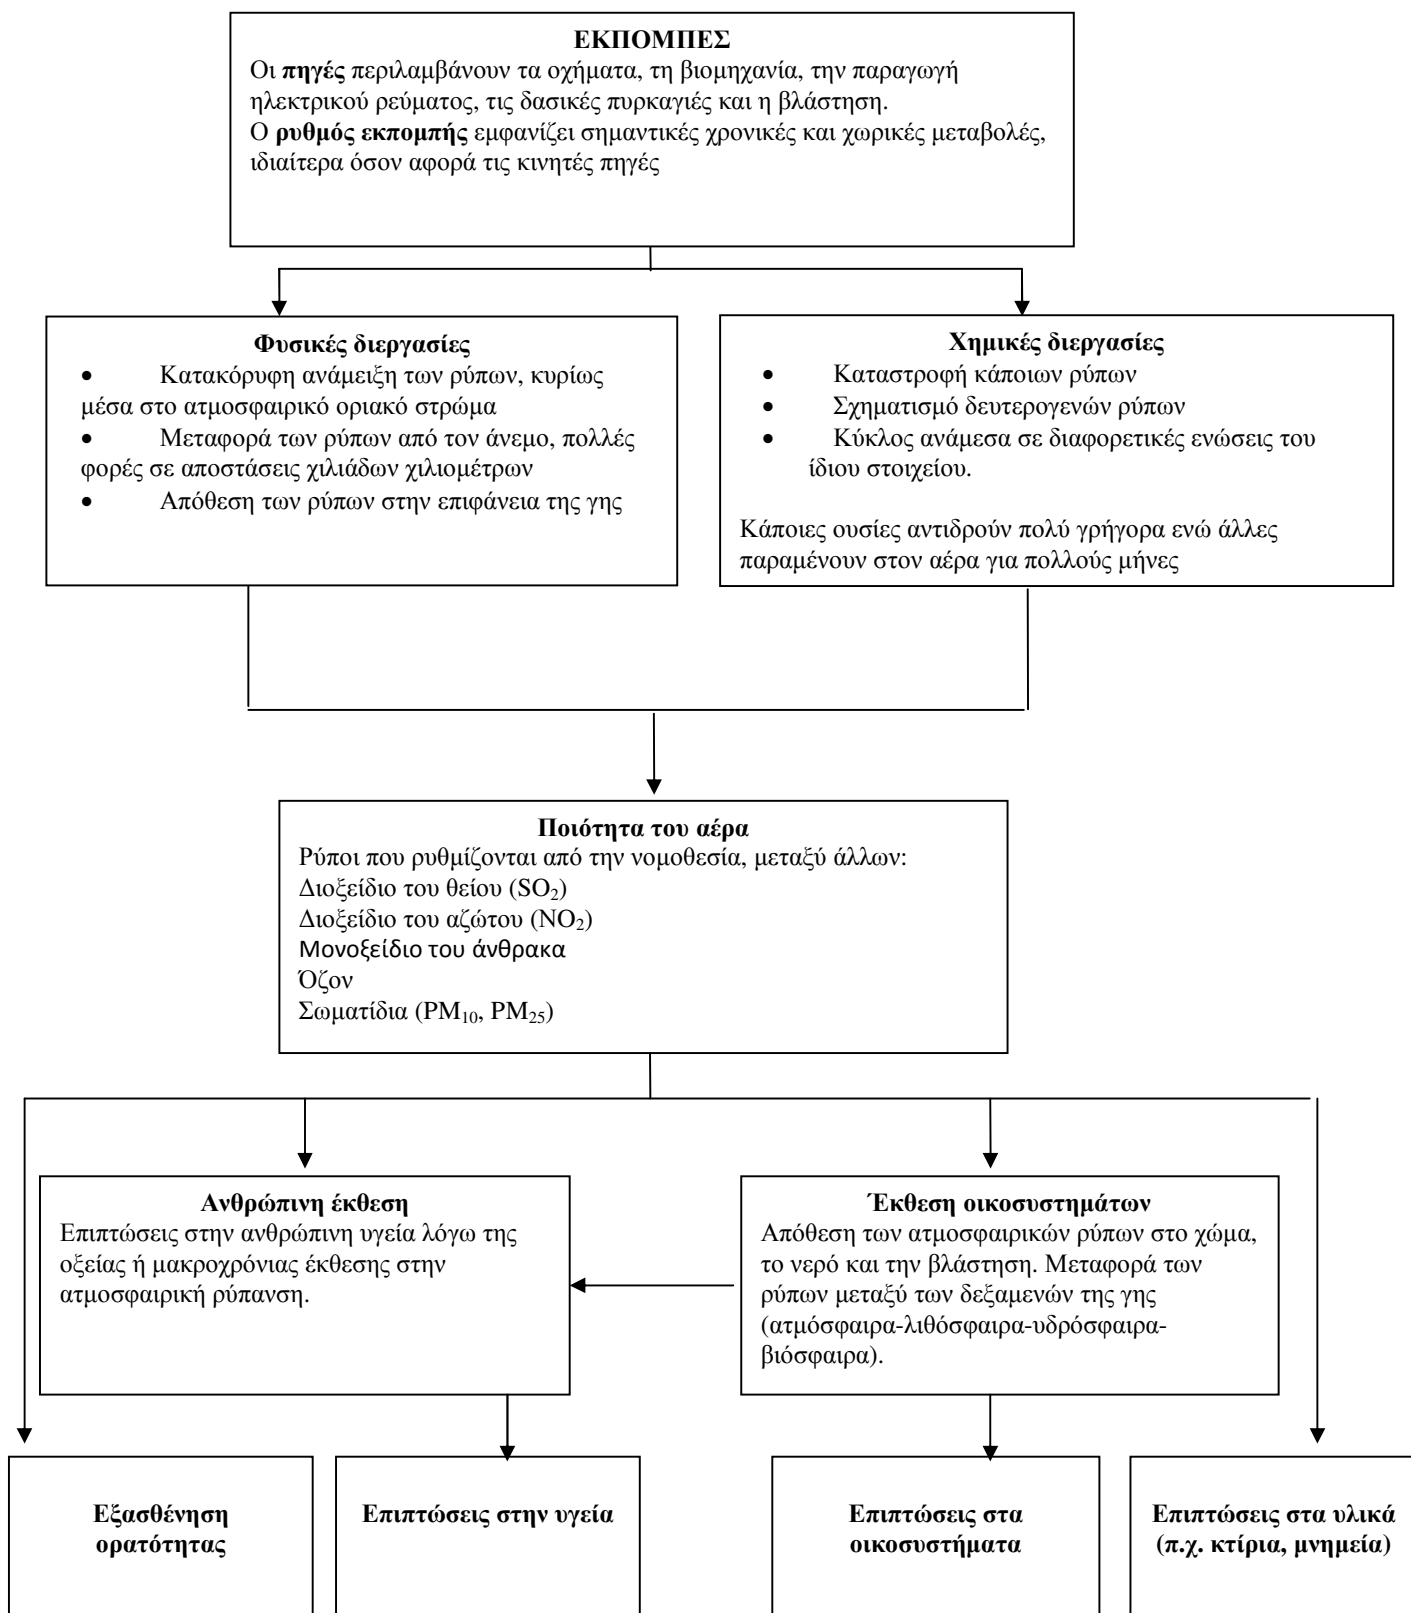 ΕΚΠΟΜΠΕΣ
Οι πηγές περιλαμβάνουν τα οχήματα, τη βιομηχανία, την παραγωγή
ηλεκτρικού ρεύματος, τις δασικές πυρκαγιές και η βλάστηση.
Ο ρυθμός εκπομπής εμφανίζει σημαντικές χρονικές και χωρικές μεταβολές,
ιδιαίτερα όσον αφορά τις κινητές πηγές
Φυσικές διεργασίες
• Κατακόρυφη ανάμειξη των ρύπων, κυρίως
μέσα στο ατμοσφαιρικό οριακό στρώμα
• Μεταφορά των ρύπων από τον άνεμο, πολλές
φορές σε αποστάσεις χιλιάδων χιλιομέτρων
• Απόθεση των ρύπων στην επιφάνεια της γης
Χημικές διεργασίες
• Καταστροφή κάποιων ρύπων
• Σχηματισμό δευτερογενών ρύπων
• Κύκλος ανάμεσα σε διαφορετικές ενώσεις του
ίδιου στοιχείου.
Κάποιες ουσίες αντιδρούν πολύ γρήγορα ενώ άλλες
παραμένουν στον αέρα για πολλούς μήνες
Ποιότητα του αέρα
Ρύποι που ρυθμίζονται από την νομοθεσία, μεταξύ άλλων:
Διοξείδιο του θείου (SO₂)
Διοξείδιο του αζώτου (NO₂)
Μονοξείδιο του άνθρακα
Όζον
Σωματίδια (PM₁₀, PM₂₅)
Ανθρώπινη έκθεση
Επιπτώσεις στην ανθρώπινη υγεία λόγω της
οξείας ή μακροχρόνιας έκθεσης στην
ατμοσφαιρική ρύπανση.
Έκθεση οικοσυστημάτων
Απόθεση των ατμοσφαιρικών ρύπων στο χώμα,
το νερό και την βλάστηση. Μεταφορά των
ρύπων μεταξύ των δεξαμενών της γης
(ατμόσφαιρα-λιθόσφαιρα-υδρόσφαιρα-
βιόσφαιρα).
Εξασθένηση
ορατότητας
Επιπτώσεις στην υγεία
Επιπτώσεις στα
οικοσυστήματα
Επιπτώσεις στα υλικά
(π.χ. κτίρια, μνημεία)